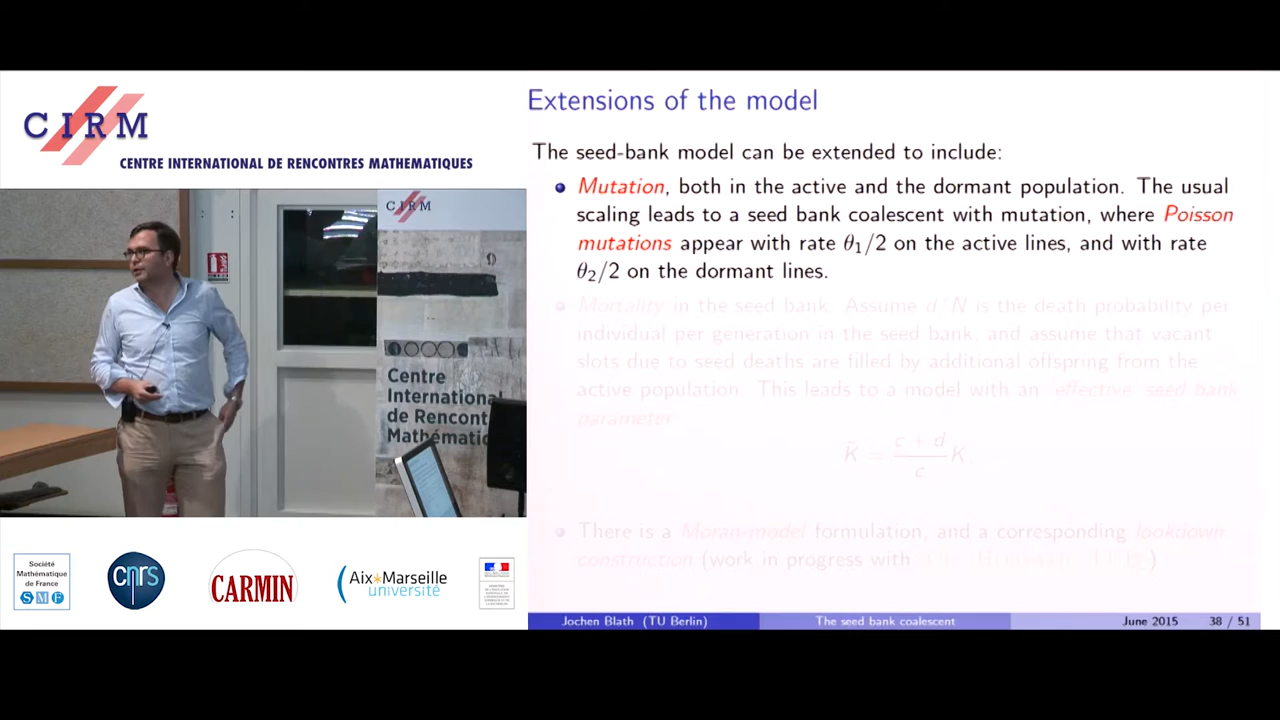 CIRM
CENTRE INTERNATIONAL DE RENCONTRES MATHEMATIQUES
CIRM
Centre
International
de Rencont
Mathématic
Société
Mathématique
de France
SMF
cnrs
CARMIN
Aix*Marseille
université
Extensions of the model
The seed-bank model can be extended to include:
Mutation, both in the active and the dormant population. The usual
scaling leads to a seed bank coalescent with mutation, where Poisson
mutations appear with rate θ₁/2 on the active lines, and with rate
θ₂/2 on the dormant lines.
Mortality in the seed bank. Assume d/N is the death probability per
individual per generation in the seed bank, and assume that vacant
slots due to seed deaths are filled by additional offspring from the
active population. This leads to a model with an effective seed bank
parameter
K̃ = (c + d)/c K
There is a Moran-model formulation, and a corresponding lookdown
construction (work in progress with
Jochen Blath (TU Berlin) The seed bank coalescent June 2015 38 / 51